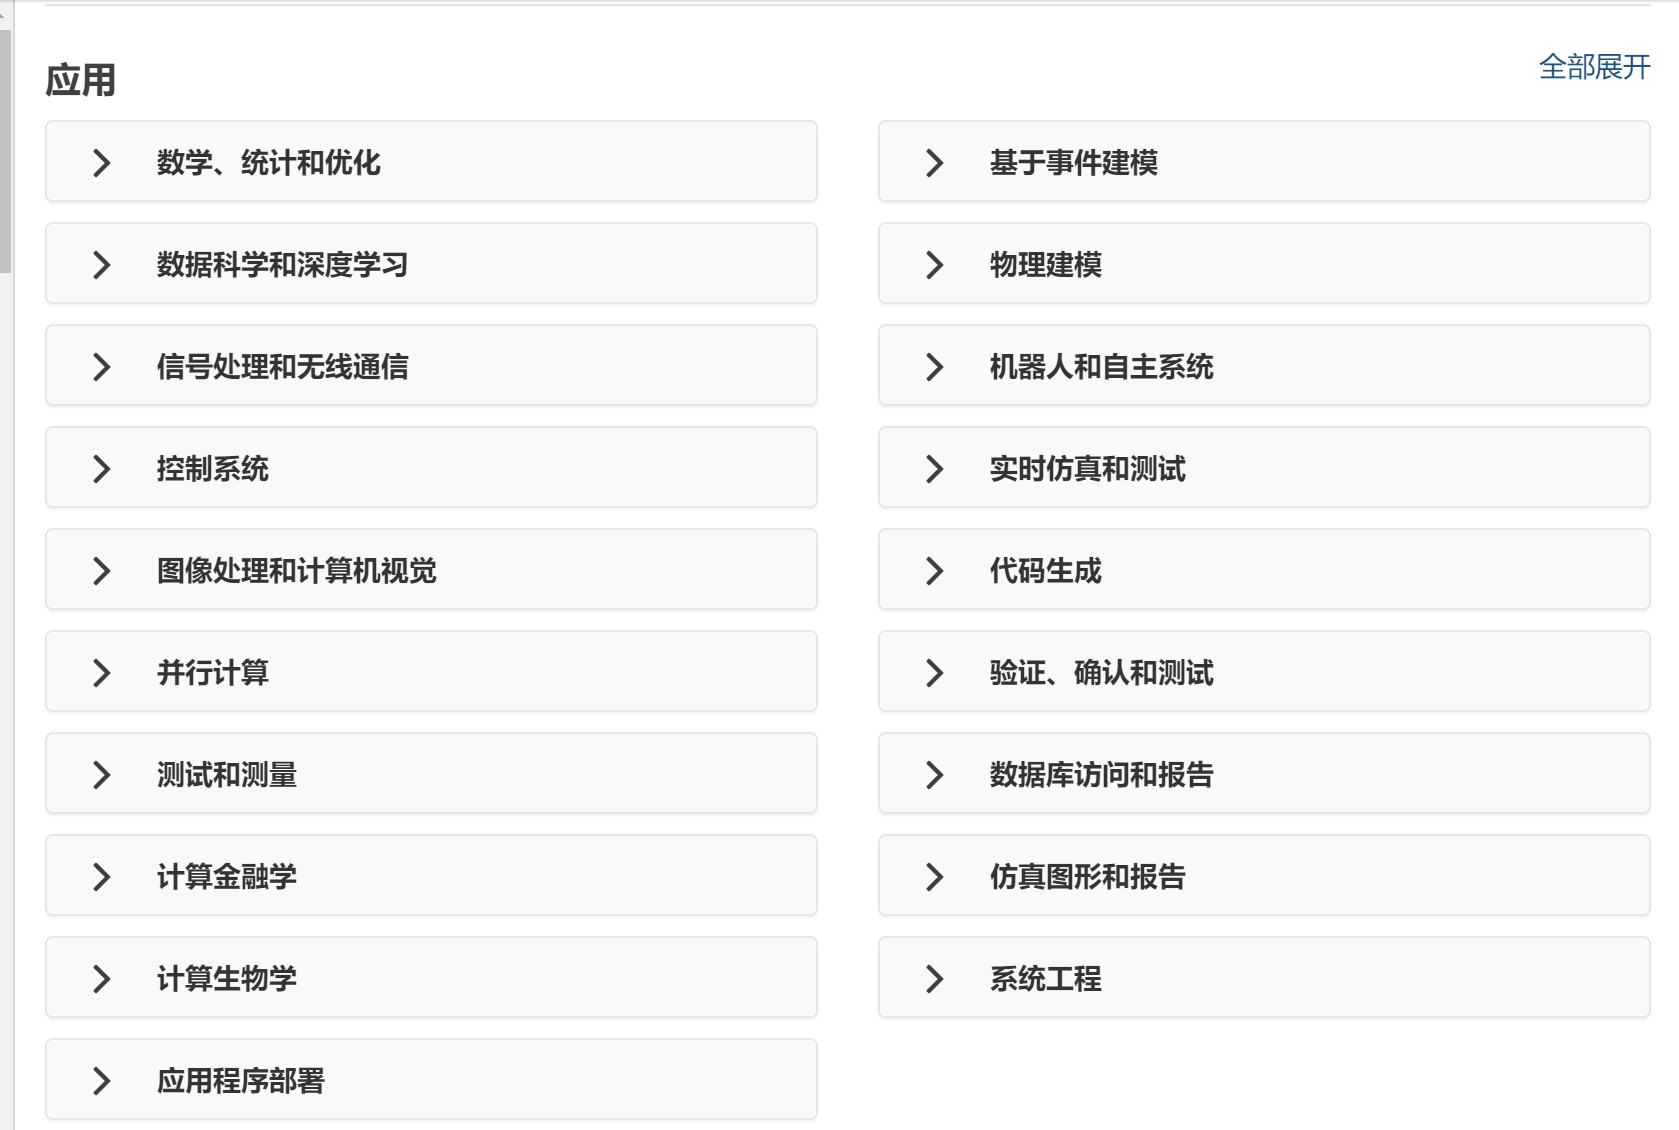 应用
全部展开
数学、统计和优化
数据科学和深度学习
信号处理和无线通信
控制系统
图像处理和计算机视觉
并行计算
测试和测量
计算金融学
计算生物学
应用程序部署
基于事件建模
物理建模
机器人和自主系统
实时仿真和测试
代码生成
验证、确认和测试
数据库访问和报告
仿真图形和报告
系统工程